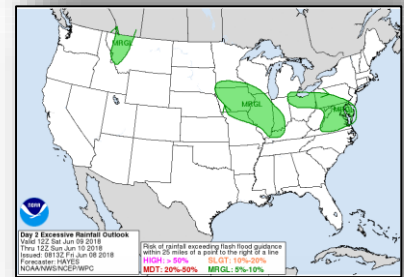 MRGL
MRGL
MRGL
NOAA
Day 2 Excessive Rainfall Outlook
Valid 12Z Sat Jun 09 2018
Thru 12Z Sun Jun 10 2018
Issued: 0813Z Fri Jun 08 2018
Forecaster: HAYES
NOAA/NWS/NCEP/WPC
Risk of rainfall exceeding flash flood guidance
within 25 miles of a point to the right of a line
HIGH: > 50% SLGT: 10%-20%
MDT: 20%-50% MRGL: 5%-10%